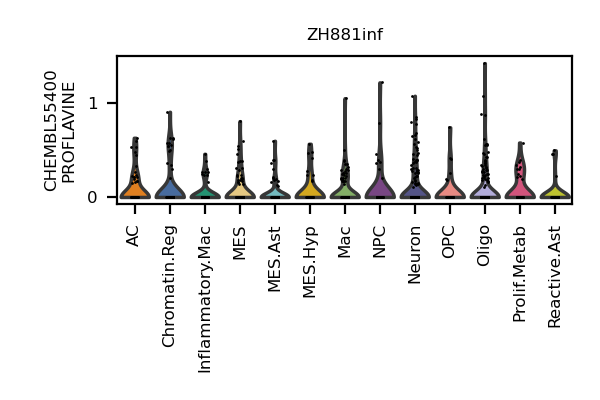 ZH881inf
CHEMBL55400
PROFLAVINE
1
0
AC
Chromatin.Reg
Inflammatory.Mac
MES
MES.Ast
MES.Hyp
Mac
NPC
Neuron
OPC
Oligo
Prolif.Metab
Reactive.Ast